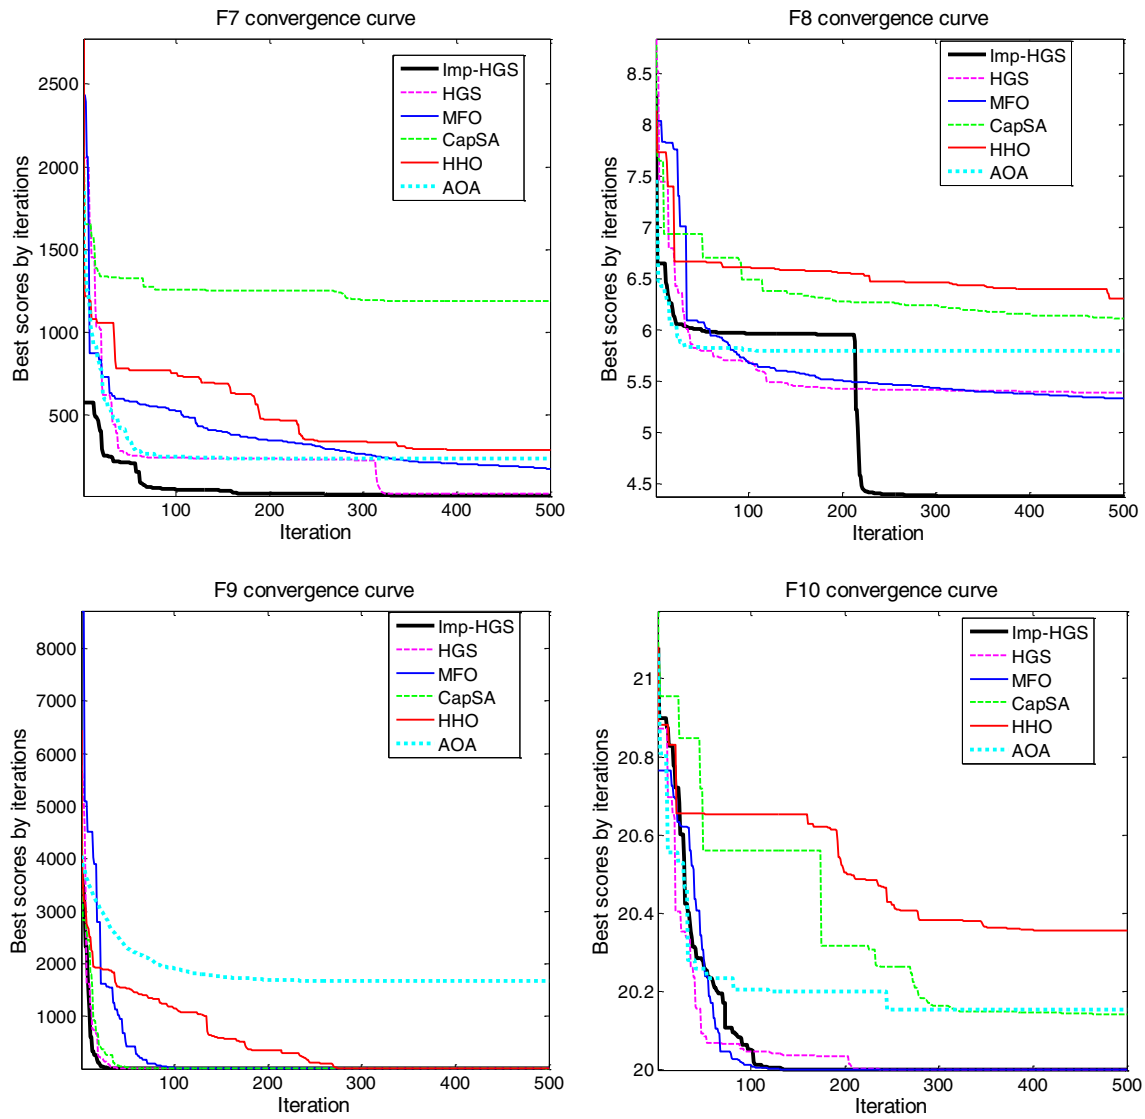 F7 convergence curve
Best scores by iterations
2500
2000
1500
1000
500
100
200
300
400
500
Iteration
Imp-HGS
HGS
MFO
CapSA
HHO
AOA
F8 convergence curve
Best scores by iterations
8.5
8
7.5
7
6.5
6
5.5
5
4.5
100
200
300
400
500
Iteration
Imp-HGS
HGS
MFO
CapSA
HHO
AOA
F9 convergence curve
Best scores by iterations
8000
7000
6000
5000
4000
3000
2000
1000
100
200
300
400
500
Iteration
Imp-HGS
HGS
MFO
CapSA
HHO
AOA
F10 convergence curve
Best scores by iterations
21
20.8
20.6
20.4
20.2
20
100
200
300
400
500
Iteration
Imp-HGS
HGS
MFO
CapSA
HHO
AOA